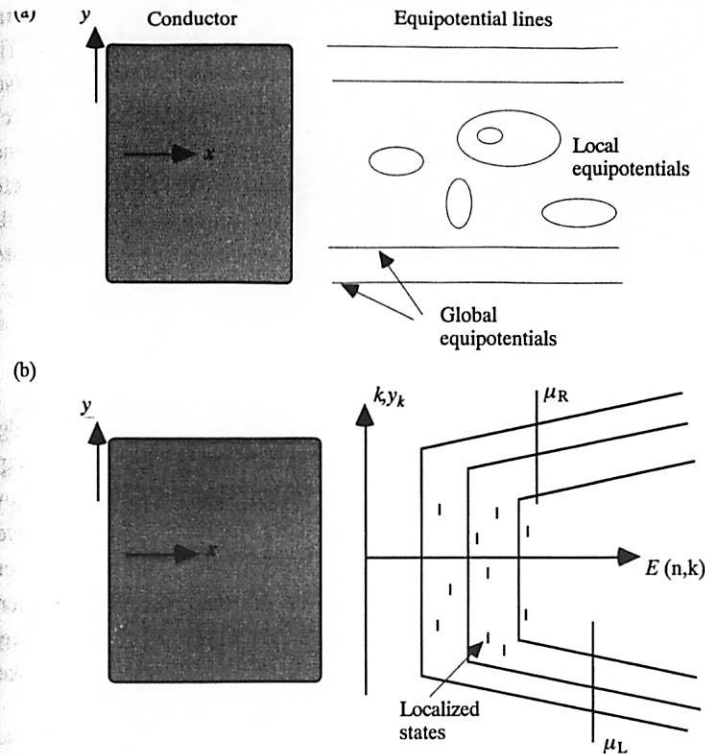 (a)
Conductor
Equipotential lines
y
x
Local
equipotentials
Global
equipotentials
(b)
y
k,yₖ
μR
x
E (n,k)
Localized
states
μL